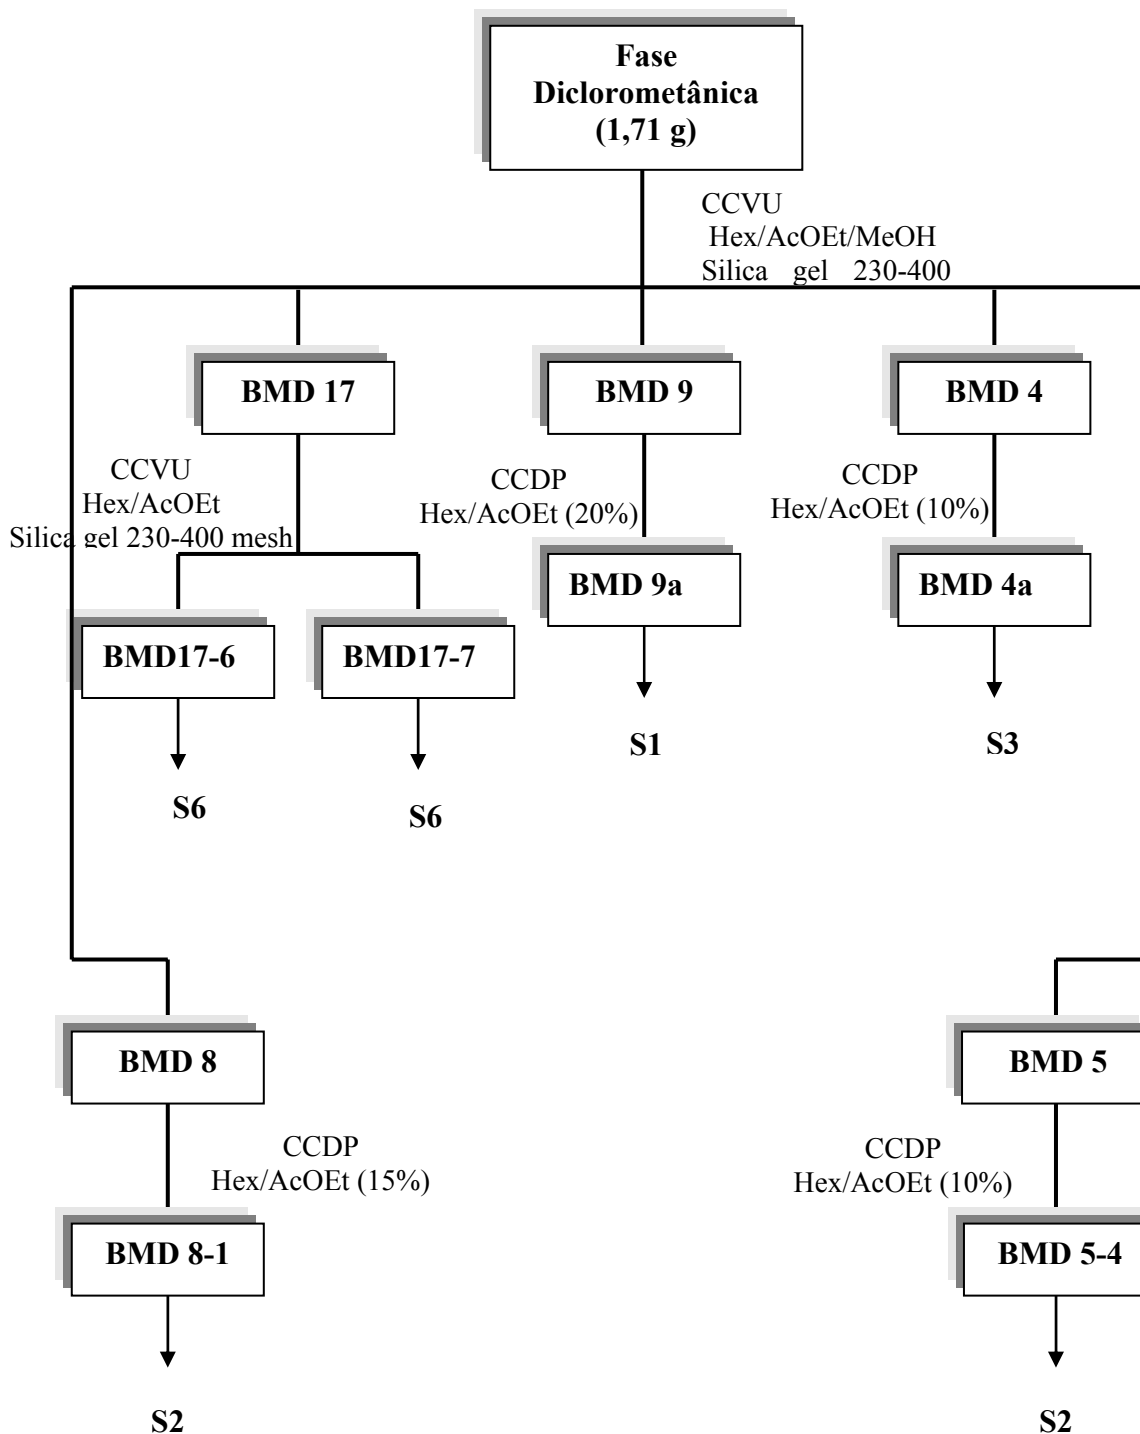 Fase
Diclorometânica
(1,71 g)
CCVU
Hex/AcOEt/MeOH
Silica gel 230-400
BMD 17
BMD 9
BMD 4
CCVU
Hex/AcOEt
Silica gel 230-400 mesh
CCDP
Hex/AcOEt (20%)
CCDP
Hex/AcOEt (10%)
BMD 9a
BMD 4a
BMD17-6
BMD17-7
S1
S3
S6
S6
BMD 8
BMD 5
CCDP
Hex/AcOEt (15%)
CCDP
Hex/AcOEt (10%)
BMD 8-1
BMD 5-4
S2
S2